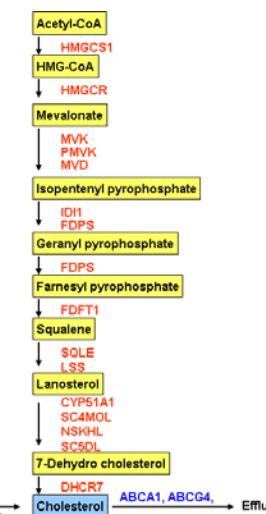 Acetyl-CoA
HMGCS1
HMG-CoA
HMGCR
Mevalonate
MVK
PMVK
MVD
Isopentenyl pyrophosphate
IDI1
FDPS
Geranyl pyrophosphate
FDPS
Farnesyl pyrophosphate
FDFT1
Squalene
SQLE
LSS
Lanosterol
CYP51A1
SC4MOL
NSKHL
SC5DL
7-Dehydro cholesterol
DHCR7
Cholesterol ABCA1, ABCG4, Efflu